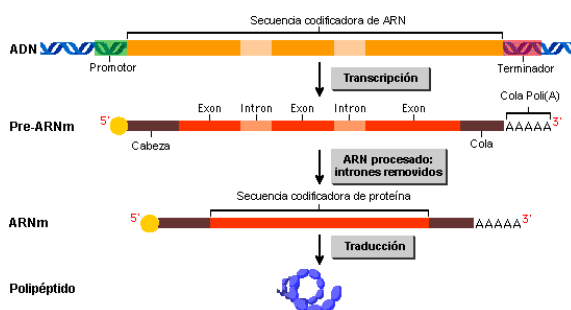 Secuencia codificadora de ARN
ADN
Promotor
Terminador
Transcripción
Cola Poli(A)
Exon Intron Exon Intron Exon
Pre-ARNm
5'
AAAAA 3'
Cabeza
Cola
ARN procesado:
intrones removidos
Secuencia codificadora de proteína
ARNm
5'
AAAAA 3'
Traducción
Polipéptido